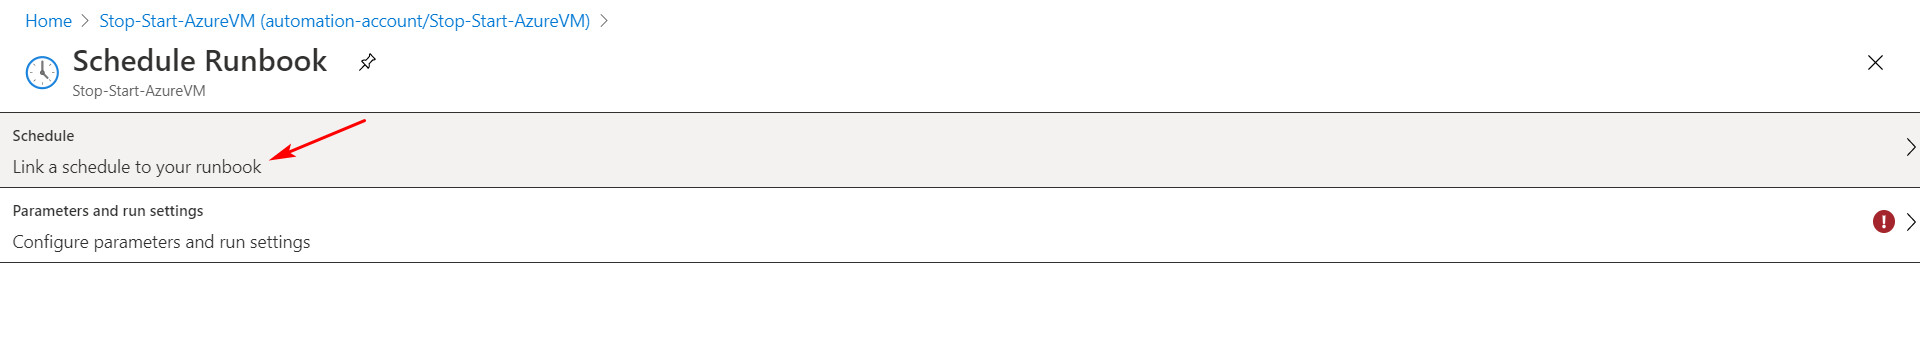 Home > Stop-Start-AzureVM (automation-account/Stop-Start-AzureVM) >
Schedule Runbook
Stop-Start-AzureVM
Schedule
Link a schedule to your runbook
Parameters and run settings
Configure parameters and run settings